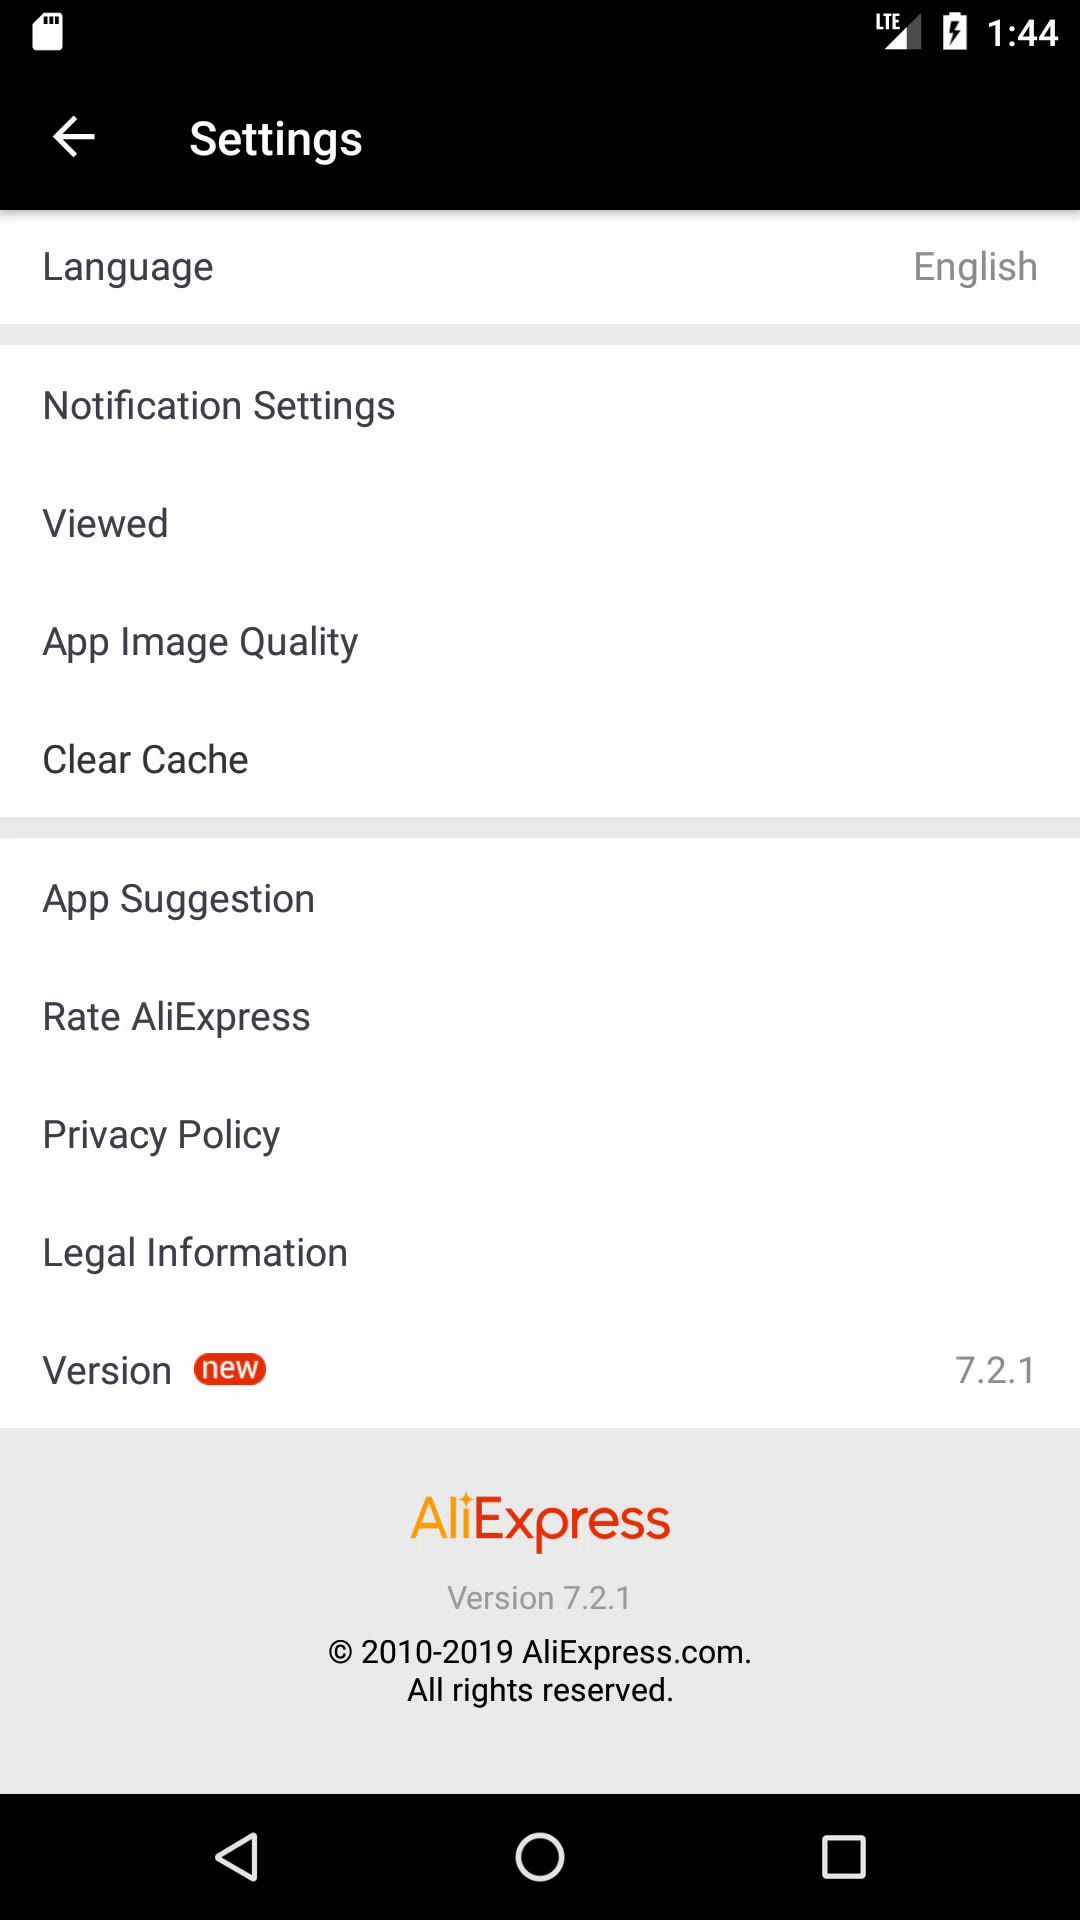 LTE 1:44
Settings
Language English
Notification Settings
Viewed
App Image Quality
Clear Cache
App Suggestion
Rate AliExpress
Privacy Policy
Legal Information
Version new 7.2.1
AliExpress
Version 7.2.1
© 2010-2019 AliExpress.com.
All rights reserved.